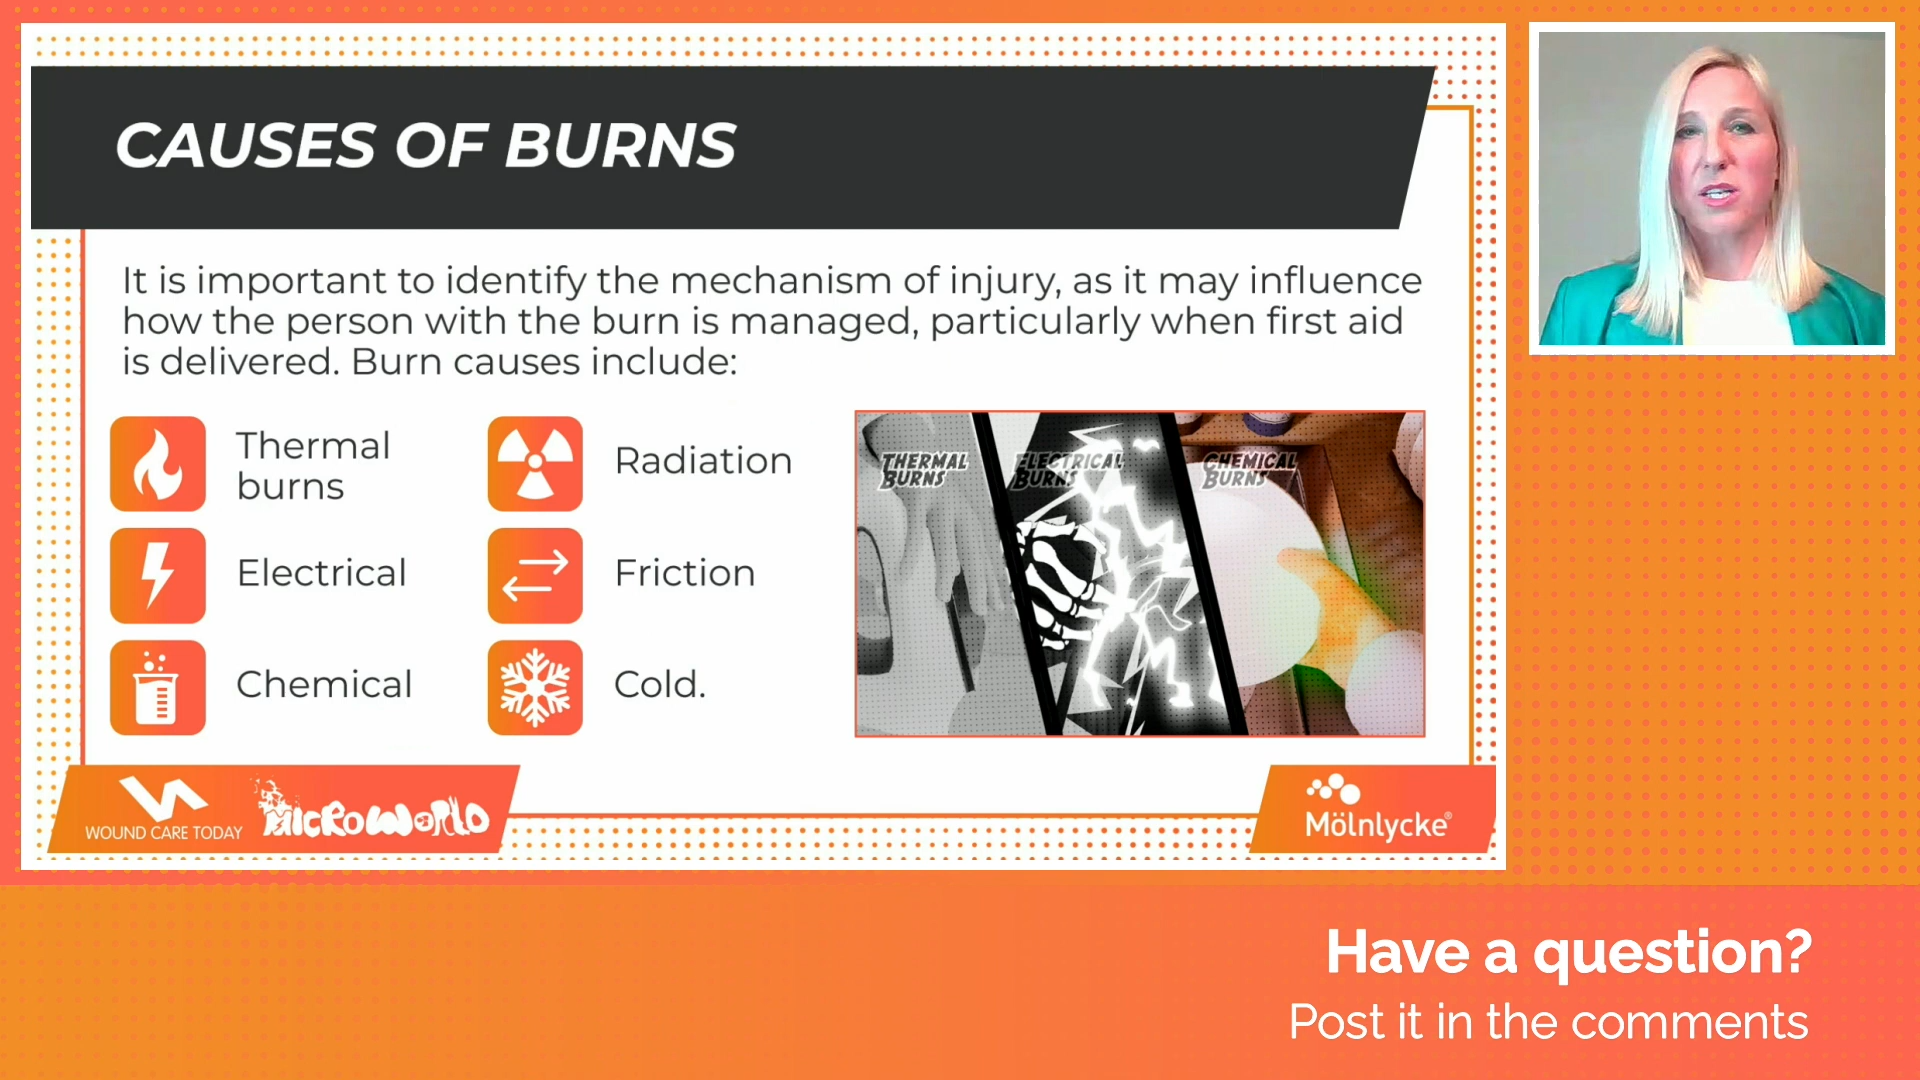 CAUSES OF BURNS
It is important to identify the mechanism of injury, as it may influence
how the person with the burn is managed, particularly when first aid
is delivered. Burn causes include:
Thermal
burns
Radiation
Electrical
Friction
Chemical
Cold.
THERMAL
BURNS
ELECTRICAL
BURNS
CHEMICAL
BURNS
WOUND CARE TODAY
MICROWORLD
Mölnlycke®
Have a question?
Post it in the comments